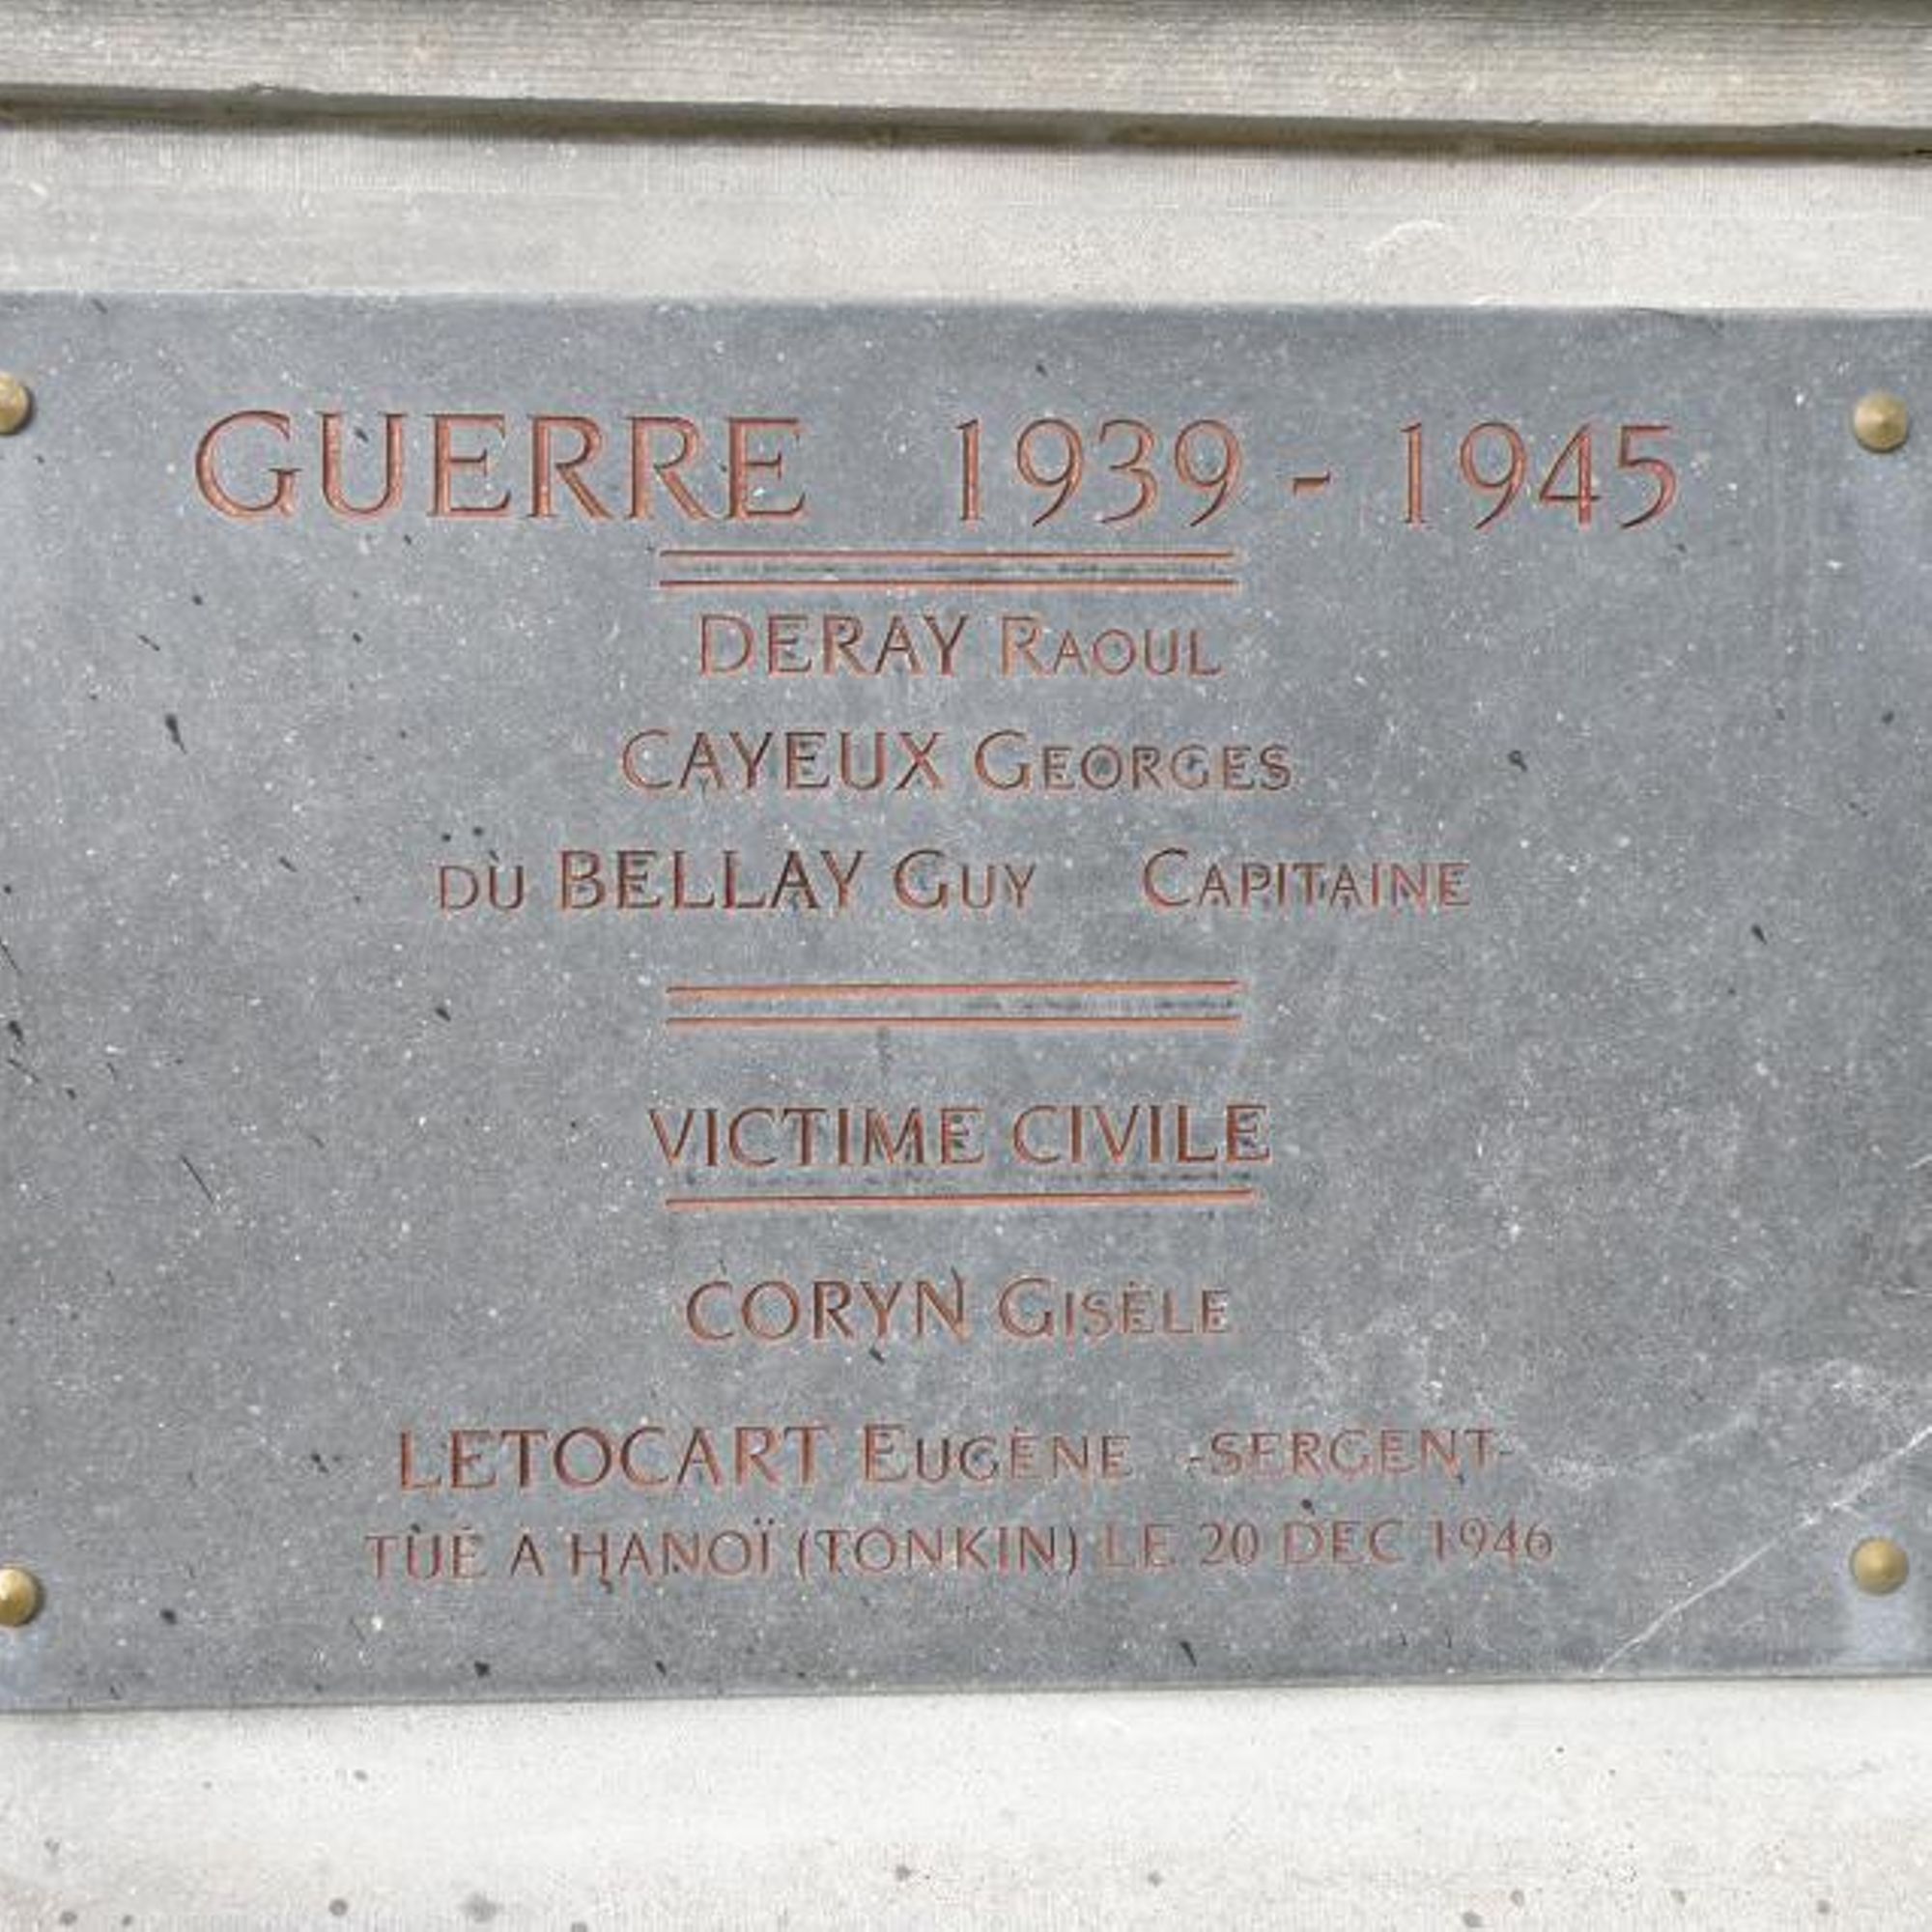 GUERRE 1939 - 1945
DERAY RAOUL
CAYEUX GEORGES
DU BELLAY GUY CAPITAINE
VICTIME CIVILE
CORYN GISÈLE
LETOCART EUGÈNE -SERGENT-
TUÉ A HANOÏ (TONKIN) LE 20 DEC 1946